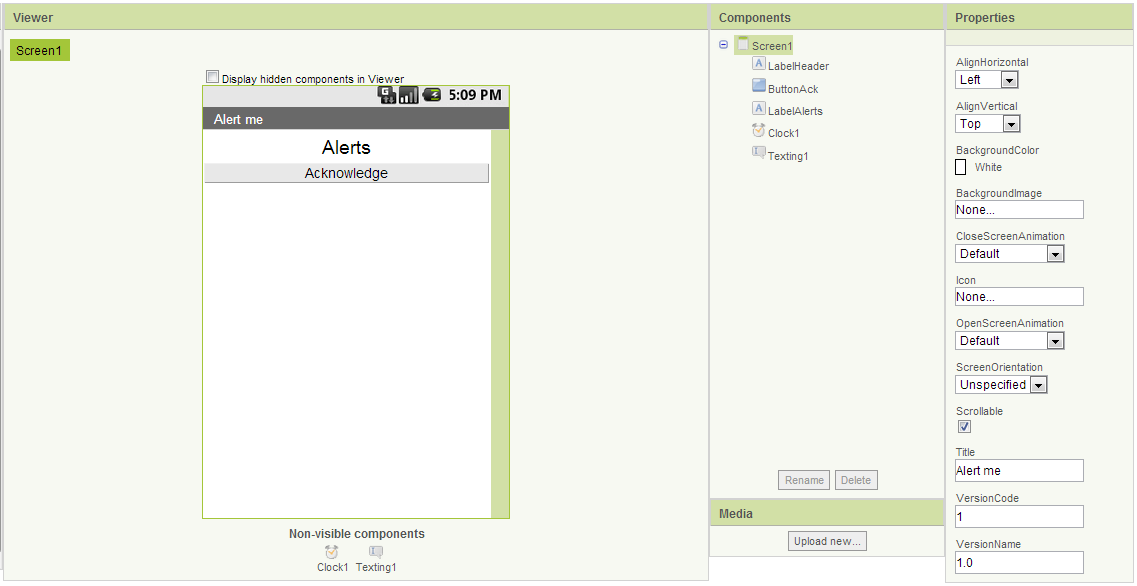 Viewer
Screen1
Display hidden components in Viewer
5:09 PM
Alert me
Alerts
Acknowledge
Non-visible components
Clock1
Texting1
Components
Screen1
LabelHeader
ButtonAck
LabelAlerts
Clock1
Texting1
Rename
Delete
Media
Upload new...
Properties
AlignHorizontal
Left
AlignVertical
Top
BackgroundColor
White
BackgroundImage
None...
CloseScreenAnimation
Default
Icon
None...
OpenScreenAnimation
Default
ScreenOrientation
Unspecified
Scrollable
Title
Alert me
VersionCode
1
VersionName
1.0